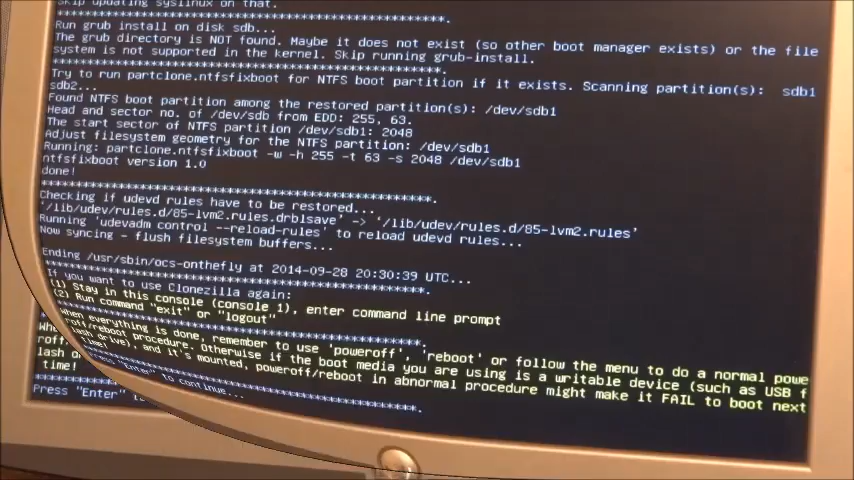 Skip updating syslinux on that.
****************************************************.
Run grub install on disk sdb...
The grub directory is NOT found. Maybe it does not exist (so other boot manager exists) or the file
system is not supported in the kernel. Skip running grub-install.
****************************************************.
Try to run partclone.ntfsfixboot for NTFS boot partition if it exists. Scanning partition(s):  sdb1
sdb2...
Found NTFS boot partition among the restored partition(s): /dev/sdb1
Head and sector no. of /dev/sdb from EDD: 255, 63.
The start sector of NTFS partition /dev/sdb1: 2048
Adjust filesystem geometry for the NTFS partition: /dev/sdb1
Running: partclone.ntfsfixboot -w -h 255 -t 63 -s 2048 /dev/sdb1
ntfsfixboot version 1.0
done!
****************************************************.
Checking if udevd rules have to be restored...
'/lib/udev/rules.d/85-lvm2.rules.drblsave' -> '/lib/udev/rules.d/85-lvm2.rules'
Running 'udevadm control --reload-rules' to reload udevd rules...
Now syncing - flush filesystem buffers...
Ending /usr/sbin/ocs-onthefly at 2014-09-28 20:30:39 UTC...
****************************************************.
If you want to use Clonezilla again:
(1) Stay in this console (console 1), enter command line prompt
(2) Run command "exit" or "logout"
****************************************************.
When everything is done, remember to use 'poweroff', 'reboot' or follow the menu to do a normal powe
roff/reboot procedure. Otherwise if the boot media you are using is a writable device (such as USB f
lash drive), and it's mounted, poweroff/reboot in abnormal procedure might make it FAIL to boot next
time!
****************************************************.
Press "Enter" to continue...